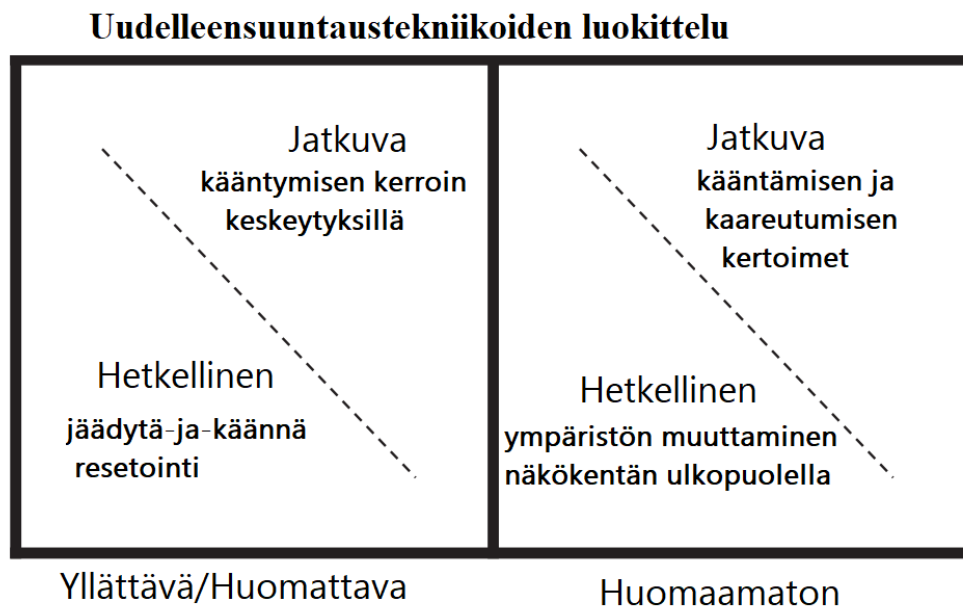 Uudelleensuuntaustekniikoiden luokittelu
Jatkuva
kääntymisen kerroin
keskeytyksillä
Hetkellinen
jäädytä-ja-käännä
resetointi
Jatkuva
kääntämisen ja
kaareutumisen
kertoimet
Hetkellinen
ympäristön muuttaminen
näkökentän ulkopuolella
Yllättävä/Huomattava
Huomaamaton